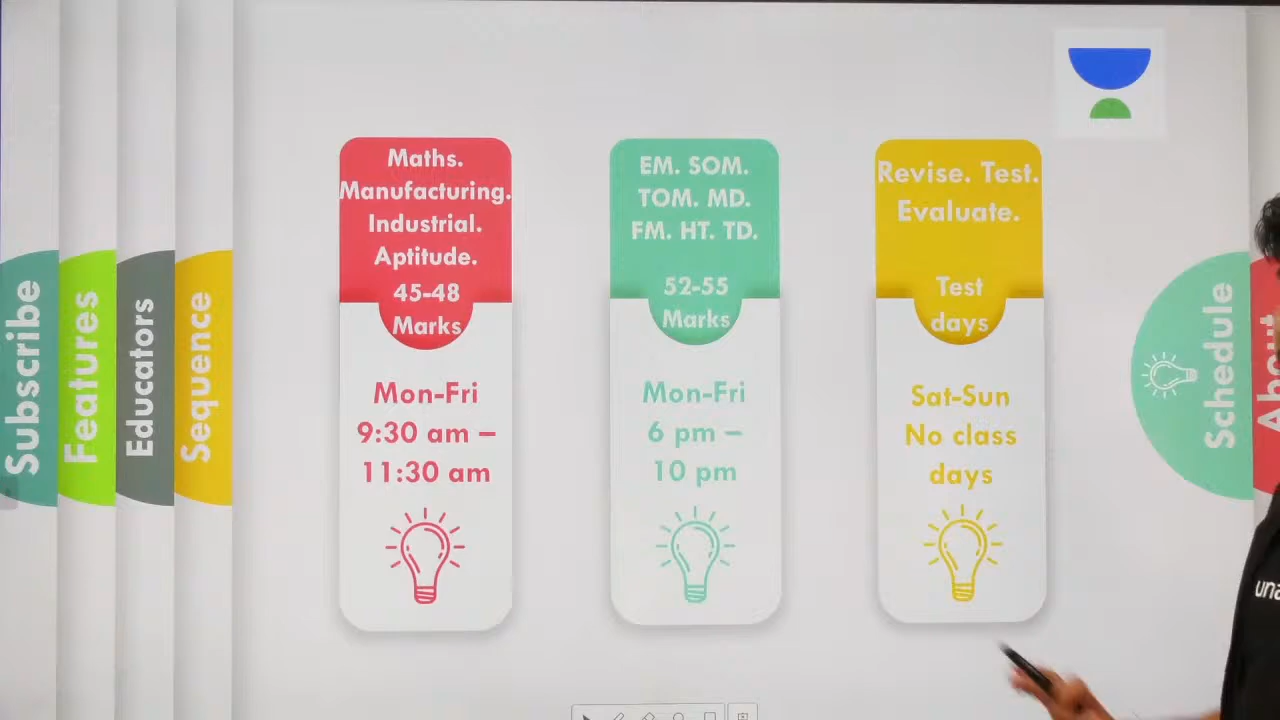 Subscribe
Features
Educators
Sequence
Maths.
Manufacturing.
Industrial.
Aptitude.
45-48
Marks
Mon-Fri
9:30 am –
11:30 am
EM. SOM.
TOM. MD.
FM. HT. TD.
52-55
Marks
Mon-Fri
6 pm –
10 pm
Revise. Test.
Evaluate.
Test
days
Sat-Sun
No class
days
Schedule
About
una